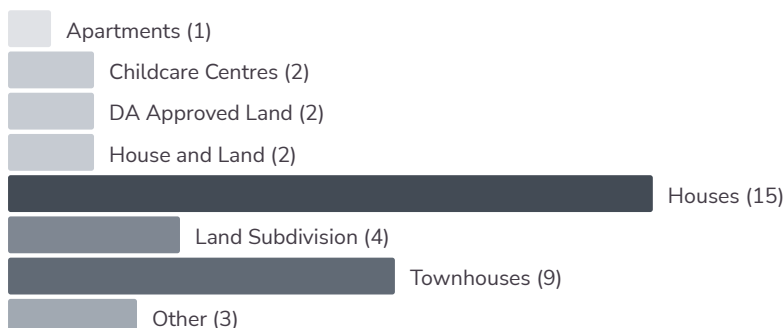 Apartments (1)
Childcare Centres (2)
DA Approved Land (2)
House and Land (2)
Houses (15)
Land Subdivision (4)
Townhouses (9)
Other (3)